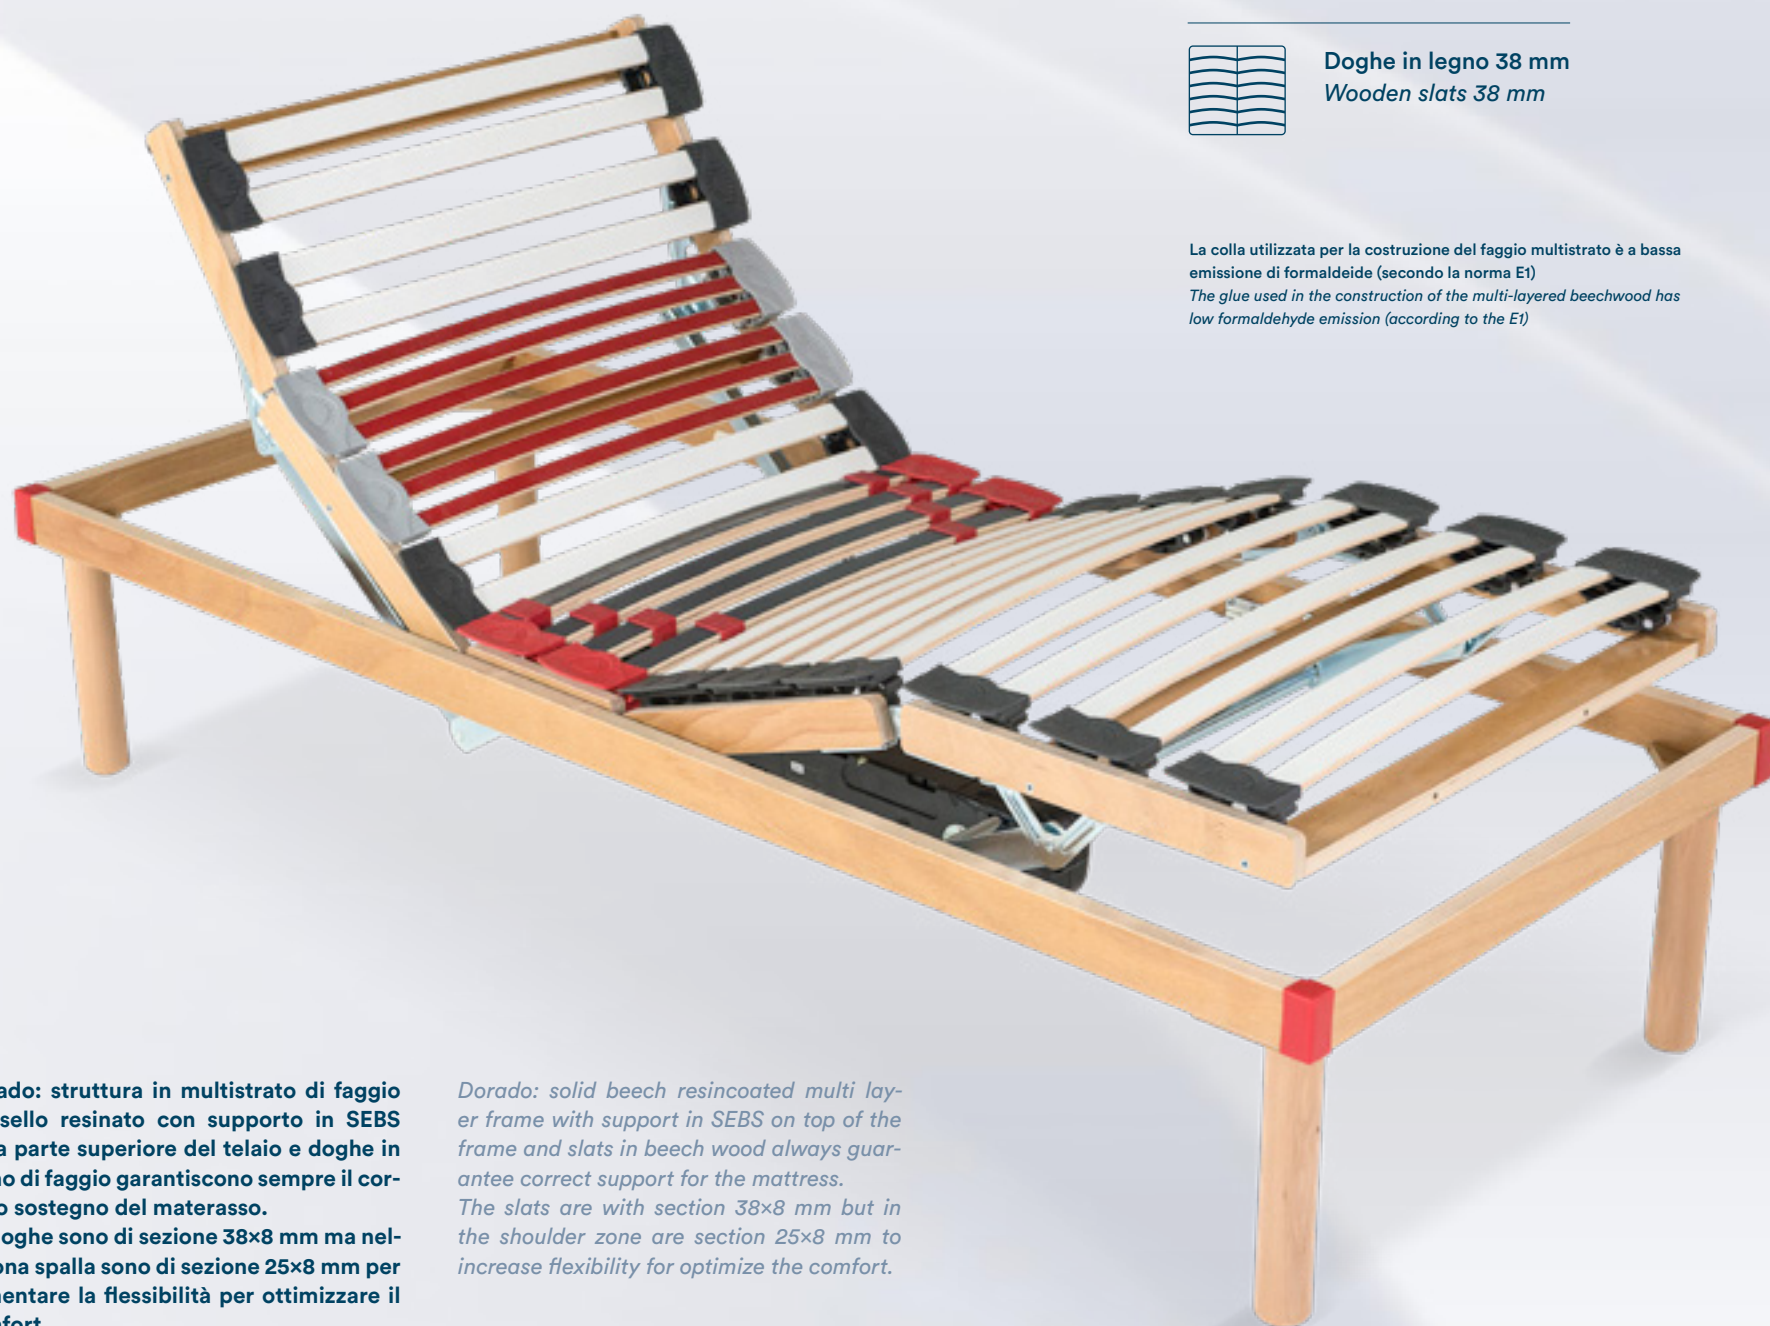 Doghe in legno 38 mm
Wooden slats 38 mm
La colla utilizzata per la costruzione del faggio multistrato è a bassa
emissione di formaldeide (secondo la norma E1)
The glue used in the construction of the multi-layered beechwood has
low formaldehyde emission (according to the E1)
ado: struttura in multistrato di faggio
sello resinato con supporto in SEBS
a parte superiore del telaio e doghe in
o di faggio garantiscono sempre il cor-
o sostegno del materasso.
oghe sono di sezione 38×8 mm ma nel-
ona spalla sono di sezione 25×8 mm per
entare la flessibilità per ottimizzare il
Dorado: solid beech resincoated multi lay-
er frame with support in SEBS on top of the
frame and slats in beech wood always guar-
antee correct support for the mattress.
The slats are with section 38×8 mm but in
the shoulder zone are section 25×8 mm to
increase flexibility for optimize the comfort.